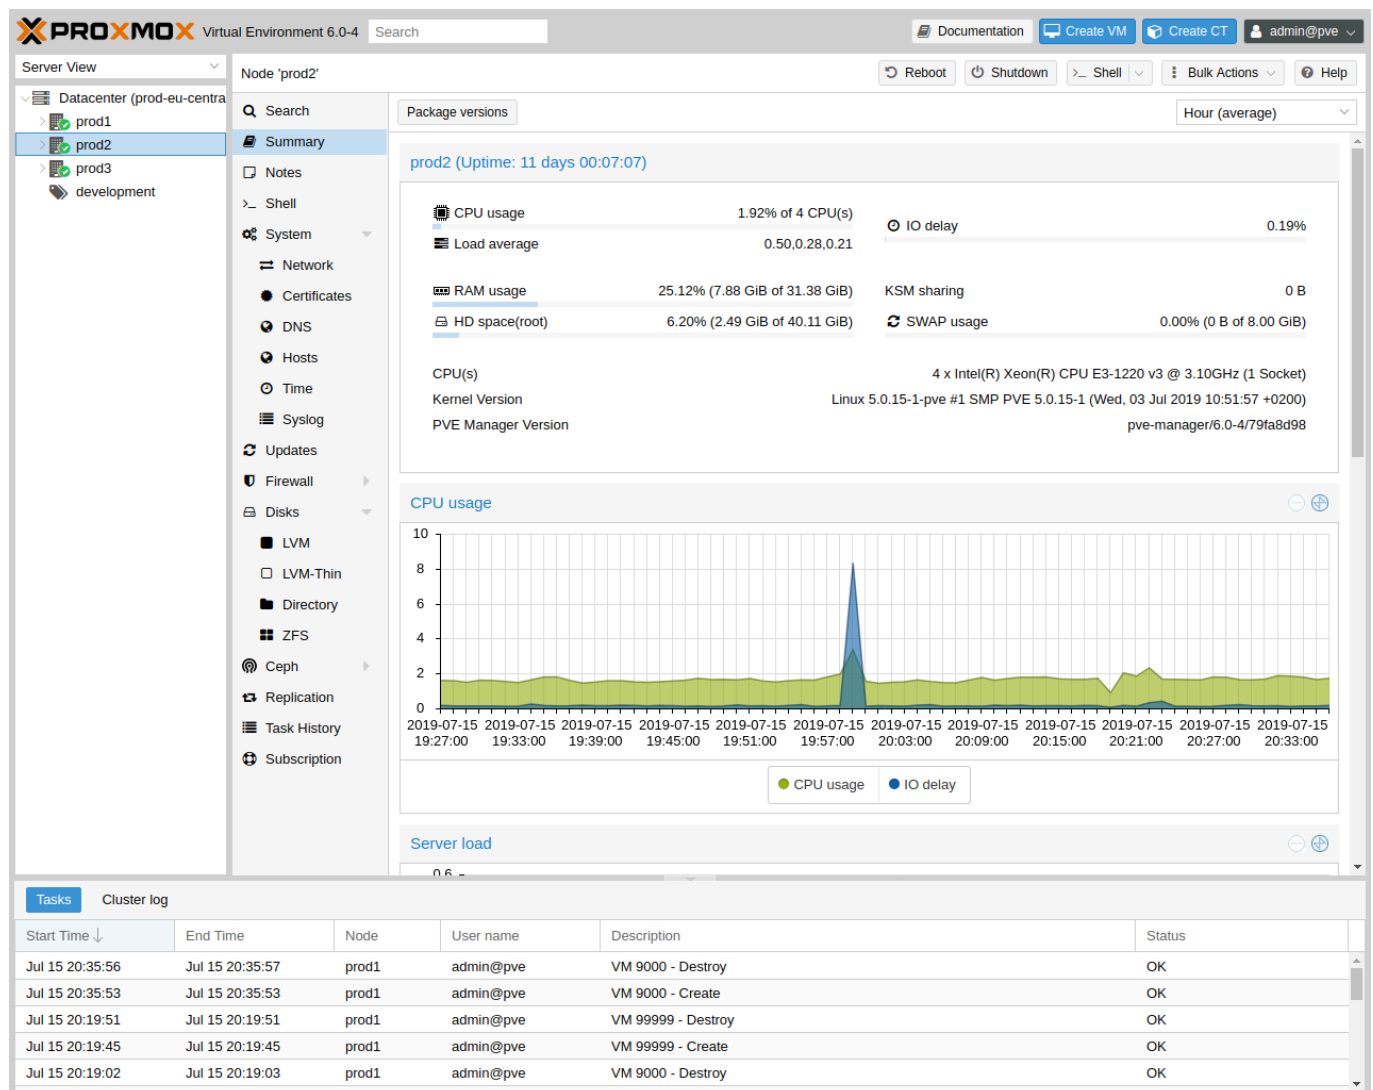 PROXMOX Virtual Environment 6.0-4 Search Documentation Create VM Create CT admin@pve
Server View
Datacenter (prod-eu-centra
prod1
prod2
prod3
development
Node 'prod2' Reboot Shutdown >_ Shell Bulk Actions Help
Search
Summary
Notes
>_ Shell
System
Network
Certificates
DNS
Hosts
Time
Syslog
Updates
Firewall
Disks
LVM
LVM-Thin
Directory
ZFS
Ceph
Replication
Task History
Subscription
Package versions Hour (average)
prod2 (Uptime: 11 days 00:07:07)
CPU usage 1.92% of 4 CPU(s)
Load average 0.50,0.28,0.21
IO delay 0.19%
RAM usage 25.12% (7.88 GiB of 31.38 GiB)
HD space(root) 6.20% (2.49 GiB of 40.11 GiB)
KSM sharing 0 B
SWAP usage 0.00% (0 B of 8.00 GiB)
CPU(s) 4 x Intel(R) Xeon(R) CPU E3-1220 v3 @ 3.10GHz (1 Socket)
Kernel Version Linux 5.0.15-1-pve #1 SMP PVE 5.0.15-1 (Wed, 03 Jul 2019 10:51:57 +0200)
PVE Manager Version pve-manager/6.0-4/79fa8d98
CPU usage
10
8
6
4
2
0
2019-07-15 2019-07-15 2019-07-15 2019-07-15 2019-07-15 2019-07-15 2019-07-15 2019-07-15 2019-07-15 2019-07-15 2019-07-15 2019-07-15
19:27:00 19:33:00 19:39:00 19:45:00 19:51:00 19:57:00 20:03:00 20:09:00 20:15:00 20:21:00 20:27:00 20:33:00
CPU usage IO delay
Server load
0.6
Tasks Cluster log
Start Time End Time Node User name Description Status
Jul 15 20:35:56 Jul 15 20:35:57 prod1 admin@pve VM 9000 - Destroy OK
Jul 15 20:35:53 Jul 15 20:35:53 prod1 admin@pve VM 9000 - Create OK
Jul 15 20:19:51 Jul 15 20:19:51 prod1 admin@pve VM 99999 - Destroy OK
Jul 15 20:19:45 Jul 15 20:19:45 prod1 admin@pve VM 99999 - Create OK
Jul 15 20:19:02 Jul 15 20:19:03 prod1 admin@pve VM 9000 - Destroy OK